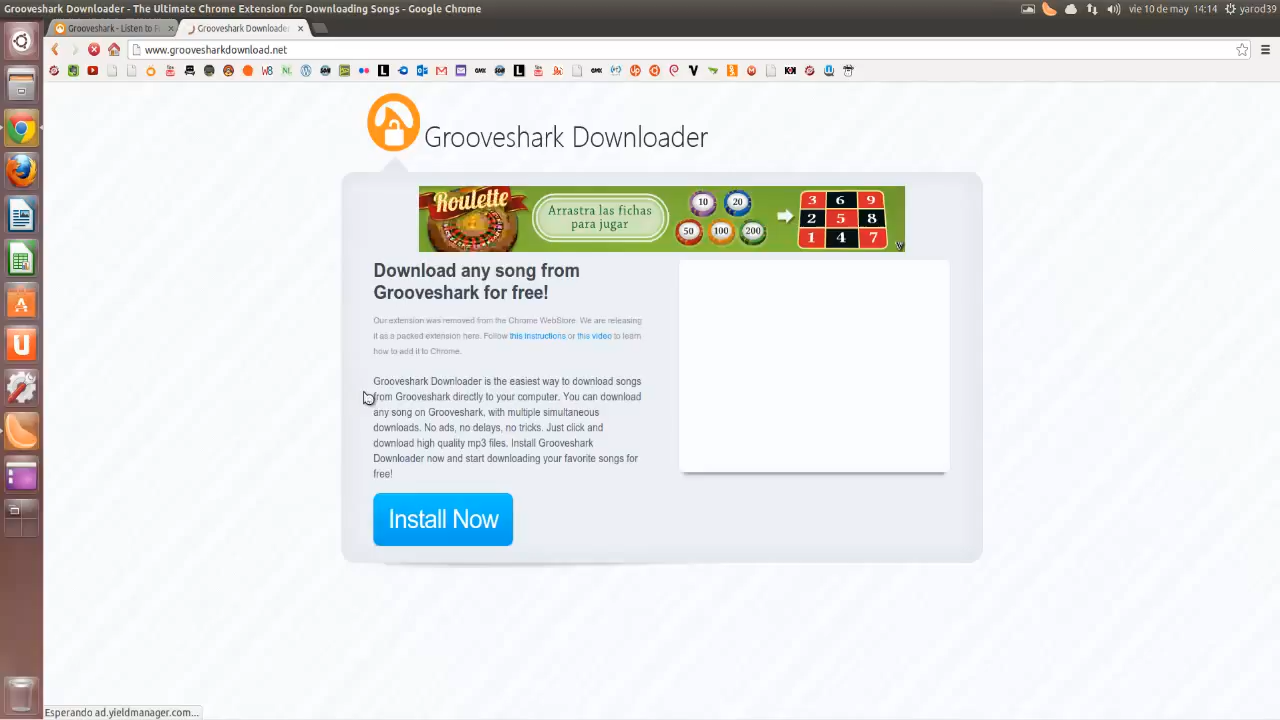 Grooveshark Downloader - The Ultimate Chrome Extension for Downloading Songs - Google Chrome
vie 10 de may 14:14 yarod39
Grooveshark - Listen to F
Grooveshark Downloader
www.roovesharkdownload.net
Grooveshark Downloader
Roulette
Arrastra las fichas
para jugar
10 20
50 100 200
3 6 9
2 5 8
1 4 7
Download any song from
Grooveshark for free!
Our extension was removed from the Chrome WebStore. We are releasing
it as a packed extension here. Follow this instructions or this video to learn
how to add it to Chrome.
Grooveshark Downloader is the easiest way to download songs
from Grooveshark directly to your computer. You can download
any song on Grooveshark, with multiple simultaneous
downloads. No ads, no delays, no tricks. Just click and
download high quality mp3 files. Install Grooveshark
Downloader now and start downloading your favorite songs for
free!
Install Now
Esperando ad.yieldmanager.com...